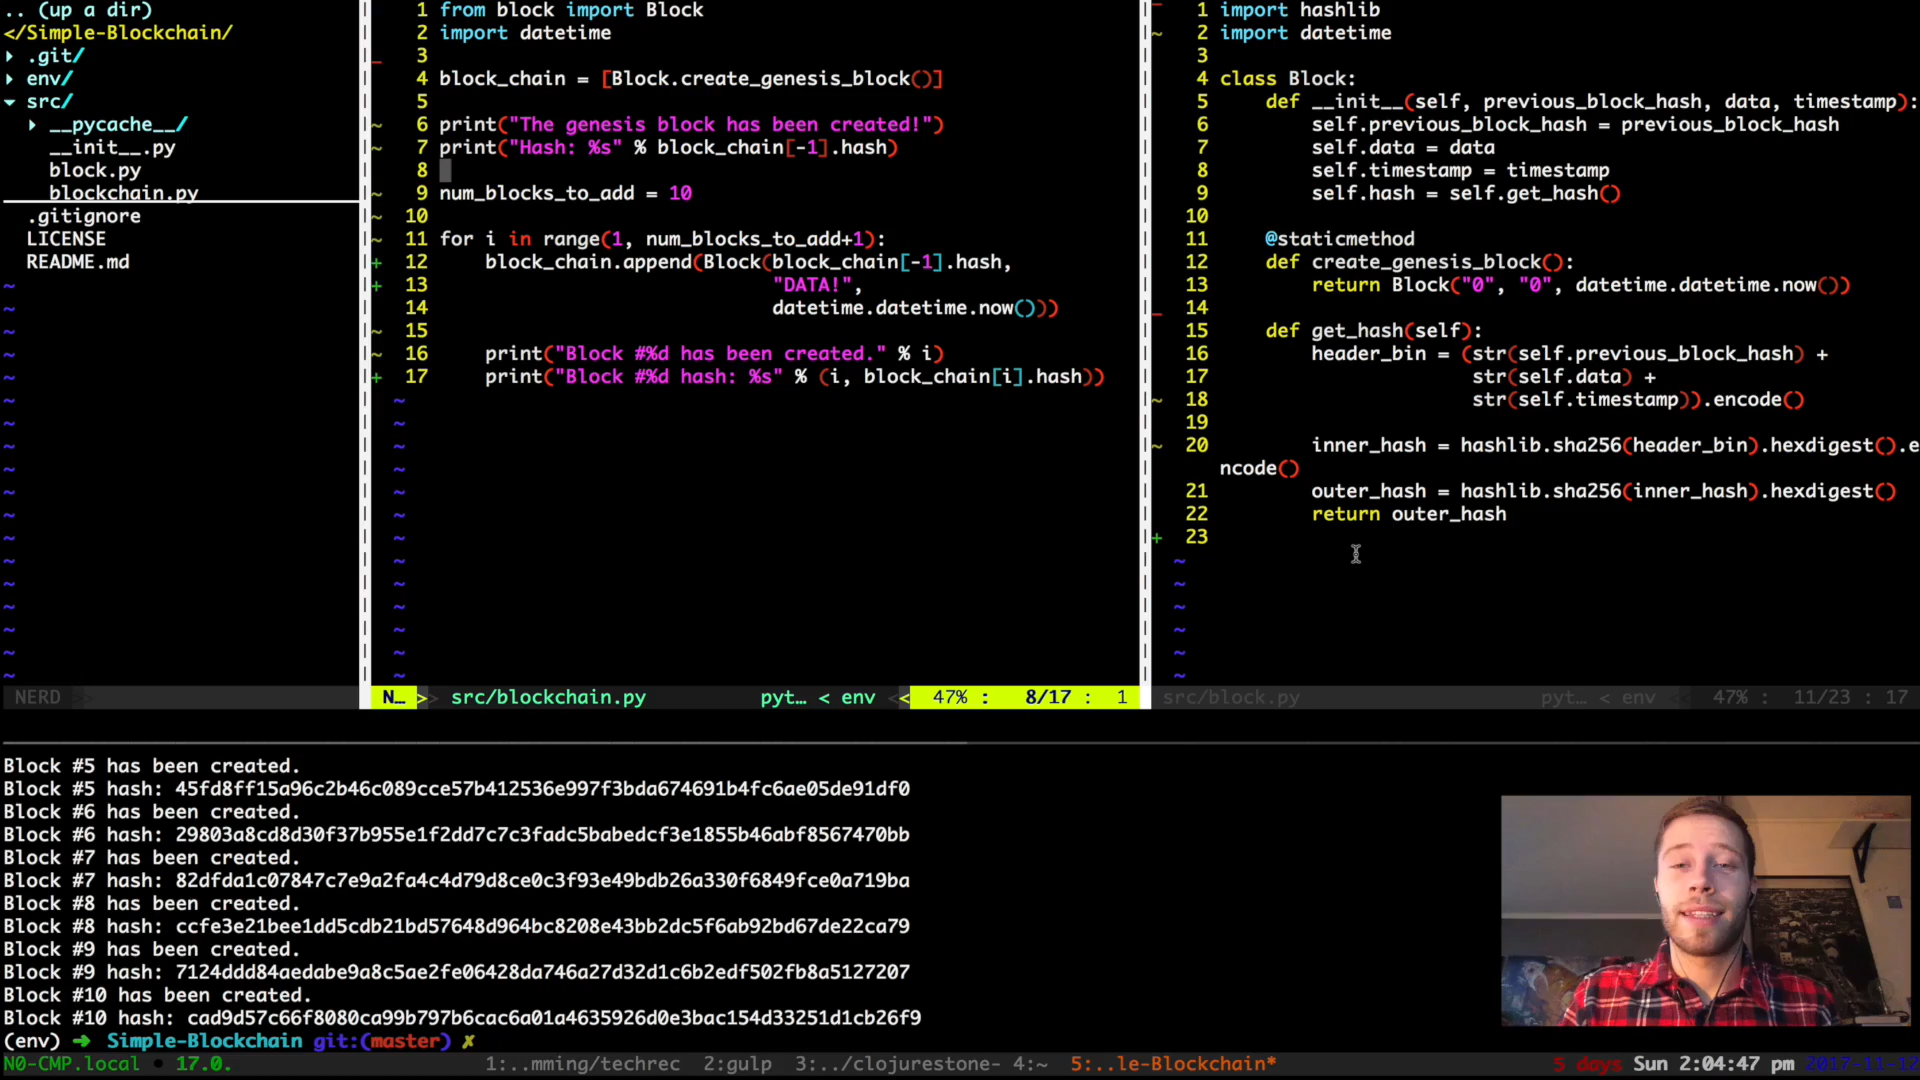 .. (up a dir)
</Simple-Blockchain/
.git/
env/
src/
__pycache__/
__init__.py
block.py
blockchain.py
.gitignore
LICENSE
README.md
NERD
1 from block import Block
2 import datetime
3
4 block_chain = [Block.create_genesis_block()]
5
6 print("The genesis block has been created!")
7 print("Hash: %s" % block_chain[-1].hash)
8
9 num_blocks_to_add = 10
10
11 for i in range(1, num_blocks_to_add+1):
12     block_chain.append(Block(block_chain[-1].hash,
13                              "DATA!",
14                              datetime.datetime.now()))
15
16     print("Block #%d has been created." % i)
17     print("Block #%d hash: %s" % (i, block_chain[i].hash))
N… > src/blockchain.py pyt… < env << 47% : 8/17 : 1
1 import hashlib
2 import datetime
3
4 class Block:
5     def __init__(self, previous_block_hash, data, timestamp):
6         self.previous_block_hash = previous_block_hash
7         self.data = data
8         self.timestamp = timestamp
9         self.hash = self.get_hash()
10
11     @staticmethod
12     def create_genesis_block():
13         return Block("0", "0", datetime.datetime.now())
14
15     def get_hash(self):
16         header_bin = (str(self.previous_block_hash) +
17                       str(self.data) +
18                       str(self.timestamp)).encode()
19
20         inner_hash = hashlib.sha256(header_bin).hexdigest().e
ncode()
21         outer_hash = hashlib.sha256(inner_hash).hexdigest()
22         return outer_hash
23
src/block.py pyt… < env 47% : 11/23 : 17
Block #5 has been created.
Block #5 hash: 45fd8ff15a96c2b46c089cce57b412536e997f3bda674691b4fc6ae05de91df0
Block #6 has been created.
Block #6 hash: 29803a8cd8d30f37b955e1f2dd7c7c3fadc5babedcf3e1855b46abf8567470bb
Block #7 has been created.
Block #7 hash: 82dfda1c07847c7e9a2fa4c4d79d8ce0c3f93e49bdb26a330f6849fce0a719ba
Block #8 has been created.
Block #8 hash: ccfe3e21bee1dd5cdb21bd57648d964bc8208e43bb2dc5f6ab92bd67de22ca79
Block #9 has been created.
Block #9 hash: 7124ddd84aedabe9a8c5ae2fe06428da746a27d32d1c6b2edf502fb8a5127207
Block #10 has been created.
Block #10 hash: cad9d57c66f8080ca99b797b6cac6a01a4635926d0e3bac154d33251d1cb26f9
(env) ➜ Simple-Blockchain git:(master) ✗
N0-CMP.local • 17.0. 1:..mming/techrec 2:gulp 3:../clojurestone- 4:~ 5:..le-Blockchain* 5 days Sun 2:04:47 pm 2017-11-12